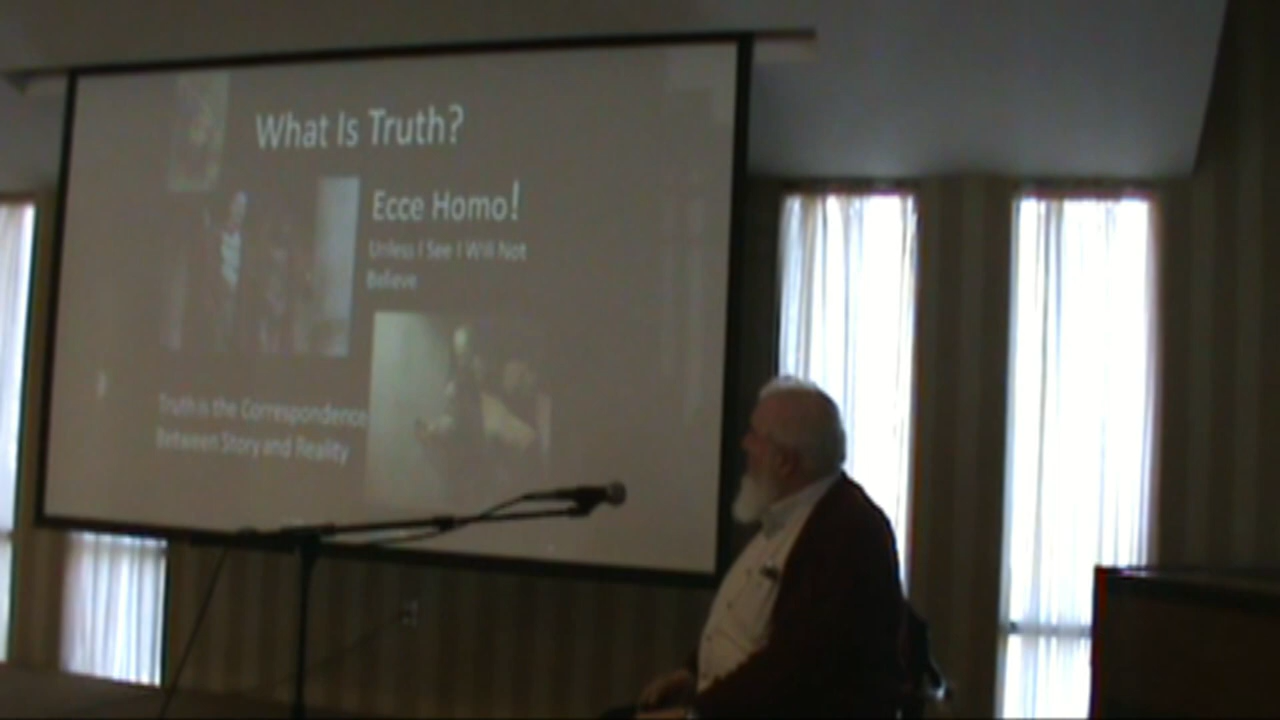 What Is Truth?
Ecce Homo!
Unless I See I Will Not
Believe
Truth is the Correspondence
Between Story and Reality